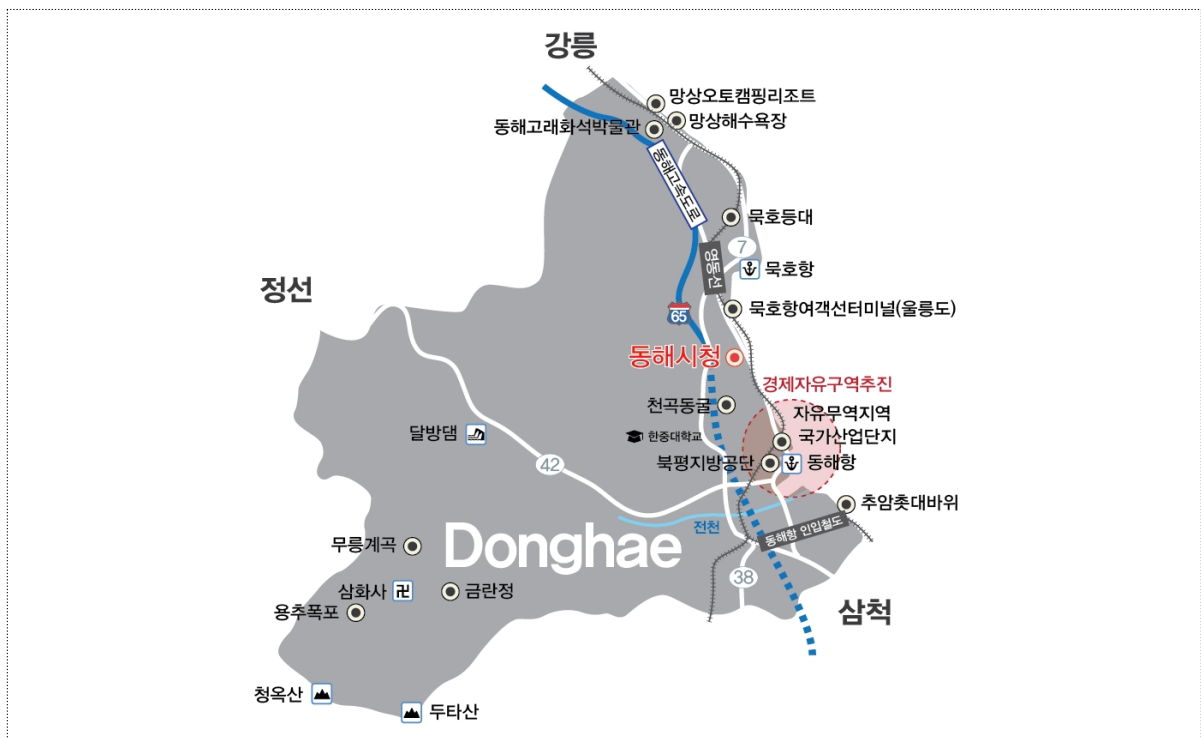 강릉
망상오토캠핑리조트
망상해수욕장
동해고래화석박물관
동해고속도로
묵호등대
7
영동선
묵호항
정선
65
묵호항여객선터미널(울릉도)
동해시청
경제자유구역추진
천곡동굴
자유무역지역
달방댐
한중대학교
국가산업단지
북평지방공단
동해항
42
추암촛대바위
전천
동해항 인입철도
무릉계곡
Donghae
38
삼화사
금란정
용추폭포
삼척
청옥산
두타산